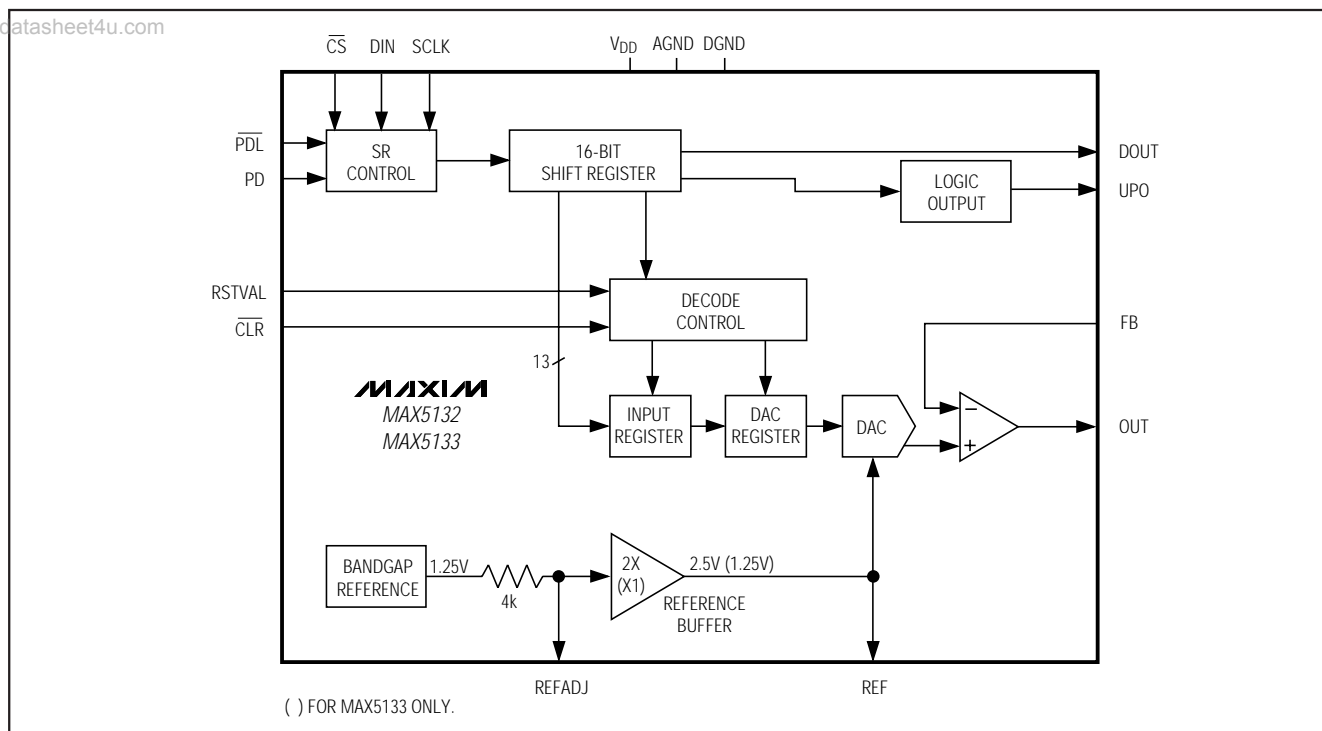 datasheet4u.com
CS DIN SCLK
VDD AGND DGND
PDL
PD
SR
CONTROL
16-BIT
SHIFT REGISTER
DOUT
LOGIC
OUTPUT
UPO
RSTVAL
CLR
DECODE
CONTROL
FB
13
MAXIM
MAX5132
MAX5133
INPUT
REGISTER
DAC
REGISTER
DAC
−
+
OUT
BANDGAP
REFERENCE
1.25V
4k
2X
(X1)
2.5V (1.25V)
REFERENCE
BUFFER
REFADJ
REF
( ) FOR MAX5133 ONLY.